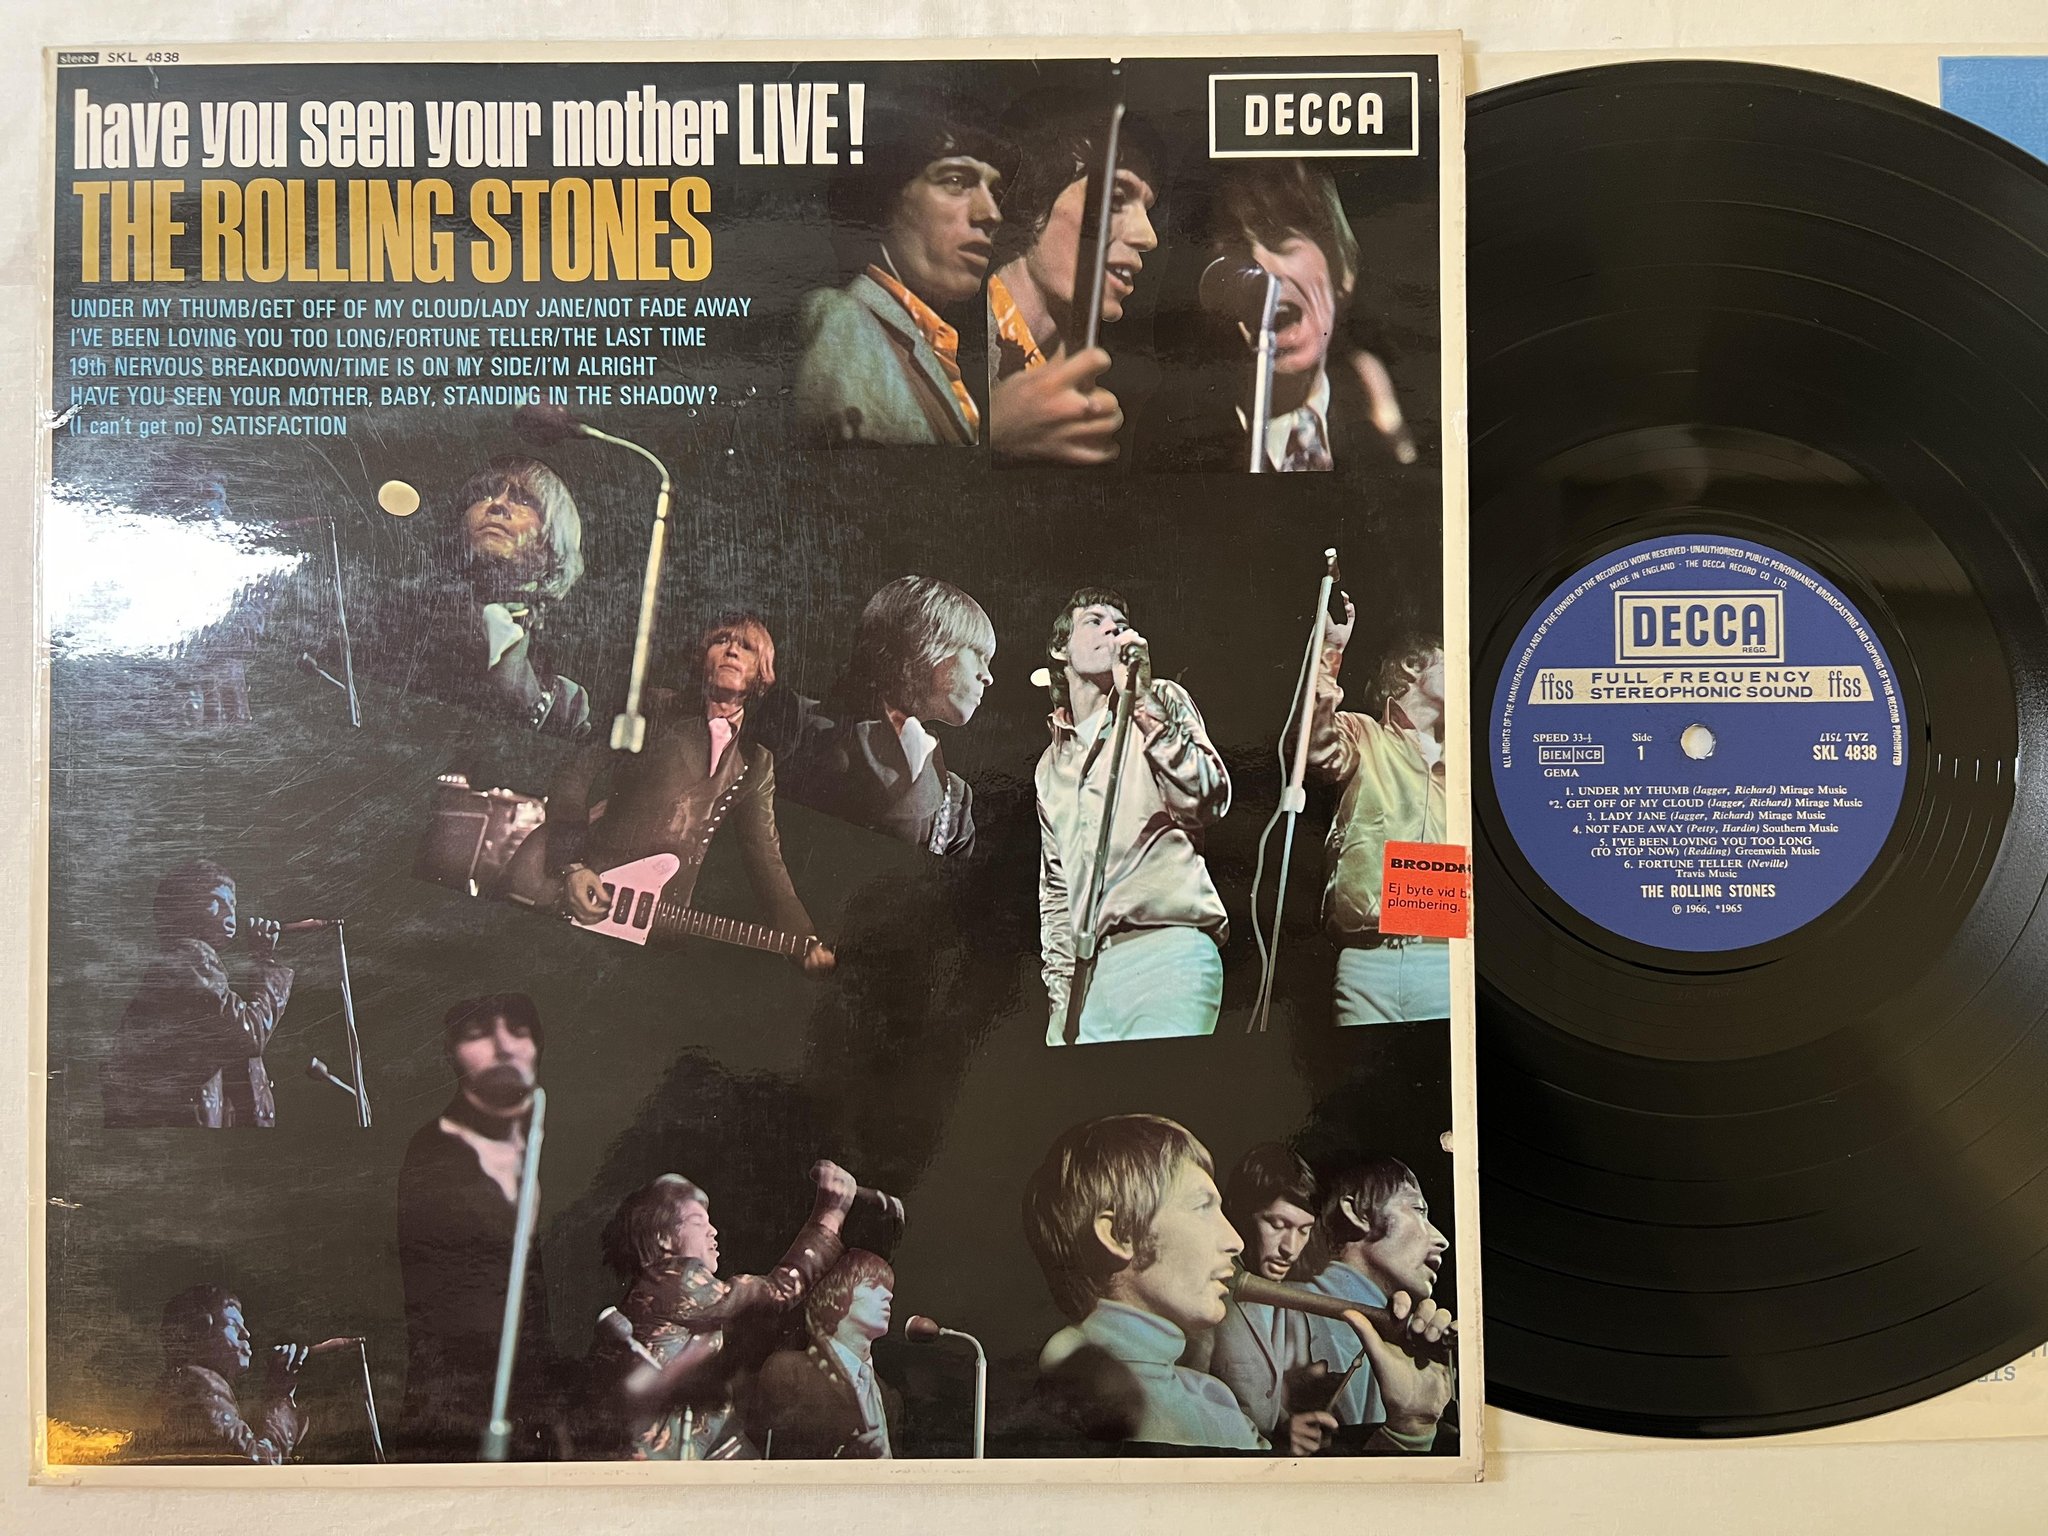 stereo SKL 4838
have you seen your mother LIVE!
THE ROLLING STONES
DECCA
UNDER MY THUMB/GET OFF OF MY CLOUD/LADY JANE/NOT FADE AWAY
I'VE BEEN LOVING YOU TOO LONG/FORTUNE TELLER/THE LAST TIME
19th NERVOUS BREAKDOWN/TIME IS ON MY SIDE/I'M ALRIGHT
HAVE YOU SEEN YOUR MOTHER, BABY, STANDING IN THE SHADOW?
(I can't get no) SATISFACTION
BRODDM
Ej byte vid b
plombering.
ALL RIGHTS OF THE MANUFACTURER AND OF THE OWNER OF THE RECORDED WORK RESERVED · UNAUTHORISED PUBLIC PERFORMANCE BROADCASTING AND COPYING OF THIS RECORD PROHIBITED
MADE IN ENGLAND · THE DECCA RECORD CO LTD.
DECCA
REGD.
ffss FULL FREQUENCY STEREOPHONIC SOUND ffss
SPEED 33⅓ Side ZAL 7517
BIEM NCB 1 SKL 4838
GEMA
1. UNDER MY THUMB (Jagger, Richard) Mirage Music
*2. GET OFF OF MY CLOUD (Jagger, Richard) Mirage Music
3. LADY JANE (Jagger, Richard) Mirage Music
4. NOT FADE AWAY (Petty, Hardin) Southern Music
5. I'VE BEEN LOVING YOU TOO LONG
(TO STOP NOW) (Redding) Greenwich Music
6. FORTUNE TELLER (Neville)
Travis Music
THE ROLLING STONES
℗ 1966, *1965